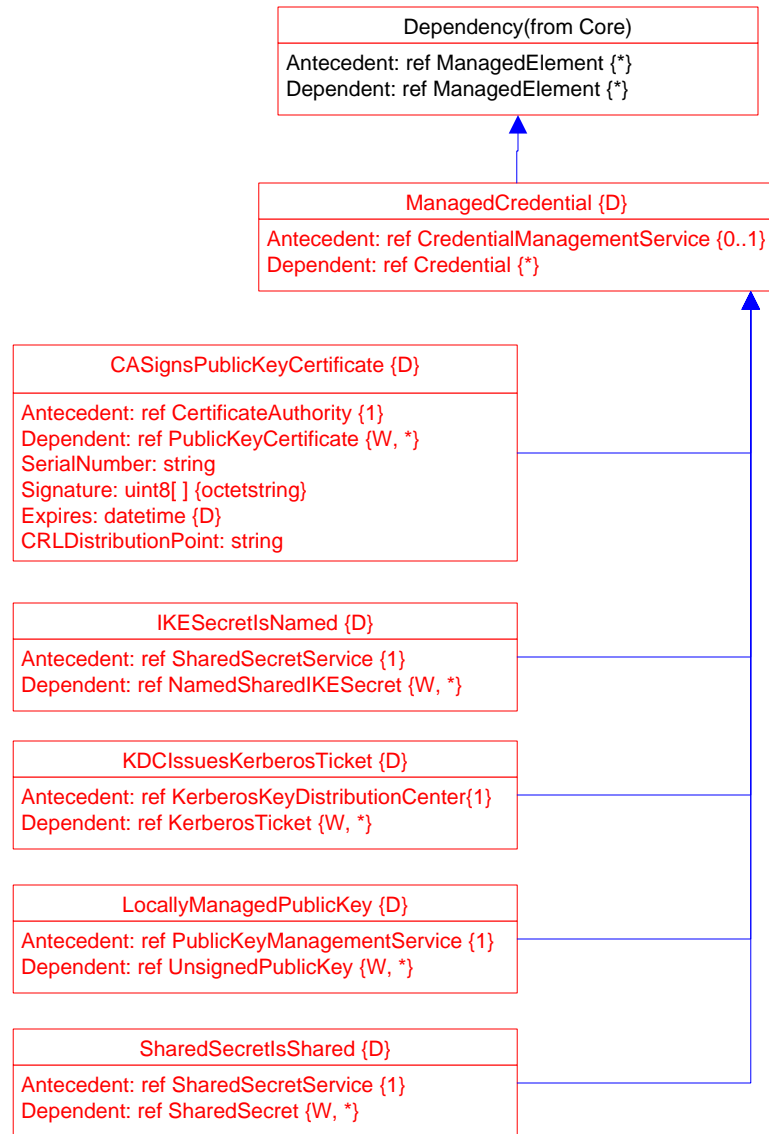 Dependency(from Core)
Antecedent: ref ManagedElement {*}
Dependent: ref ManagedElement {*}
ManagedCredential {D}
Antecedent: ref CredentialManagementService {0..1}
Dependent: ref Credential {*}
CASignsPublicKeyCertificate {D}
Antecedent: ref CertificateAuthority {1}
Dependent: ref PublicKeyCertificate {W, *}
SerialNumber: string
Signature: uint8[ ] {octetstring}
Expires: datetime {D}
CRLDistributionPoint: string
IKESecretIsNamed {D}
Antecedent: ref SharedSecretService {1}
Dependent: ref NamedSharedIKESecret {W, *}
KDCIssuesKerberosTicket {D}
Antecedent: ref KerberosKeyDistributionCenter{1}
Dependent: ref KerberosTicket {W, *}
LocallyManagedPublicKey {D}
Antecedent: ref PublicKeyManagementService {1}
Dependent: ref UnsignedPublicKey {W, *}
SharedSecretIsShared {D}
Antecedent: ref SharedSecretService {1}
Dependent: ref SharedSecret {W, *}